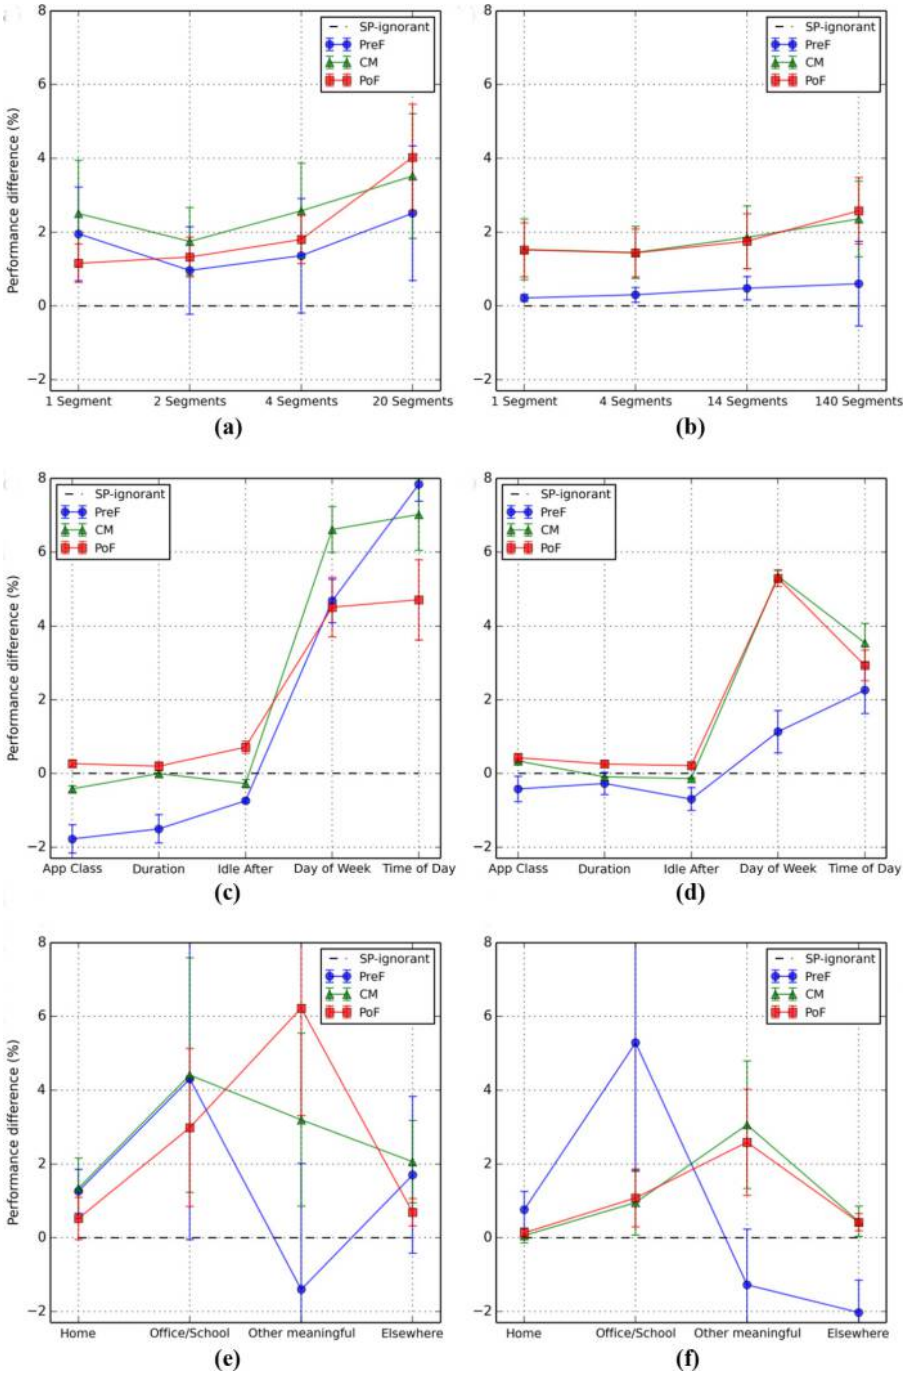 8
6
4
2
0
−2
Performance difference (%)
SP-ignorant
PreF
CM
PoF
1 Segment 2 Segments 4 Segments 20 Segments
(a)
8
6
4
2
0
−2
SP-ignorant
PreF
CM
PoF
1 Segment 4 Segments 14 Segments 140 Segments
(b)
8
6
4
2
0
−2
Performance difference (%)
SP-ignorant
PreF
CM
PoF
App Class Duration Idle After Day of Week Time of Day
(c)
8
6
4
2
0
−2
SP-ignorant
PreF
CM
PoF
App Class Duration Idle After Day of Week Time of Day
(d)
8
6
4
2
0
−2
Performance difference (%)
SP-ignorant
PreF
CM
PoF
Home Office/School Other meaningful Elsewhere
(e)
8
6
4
2
0
−2
SP-ignorant
PreF
CM
PoF
Home Office/School Other meaningful Elsewhere
(f)